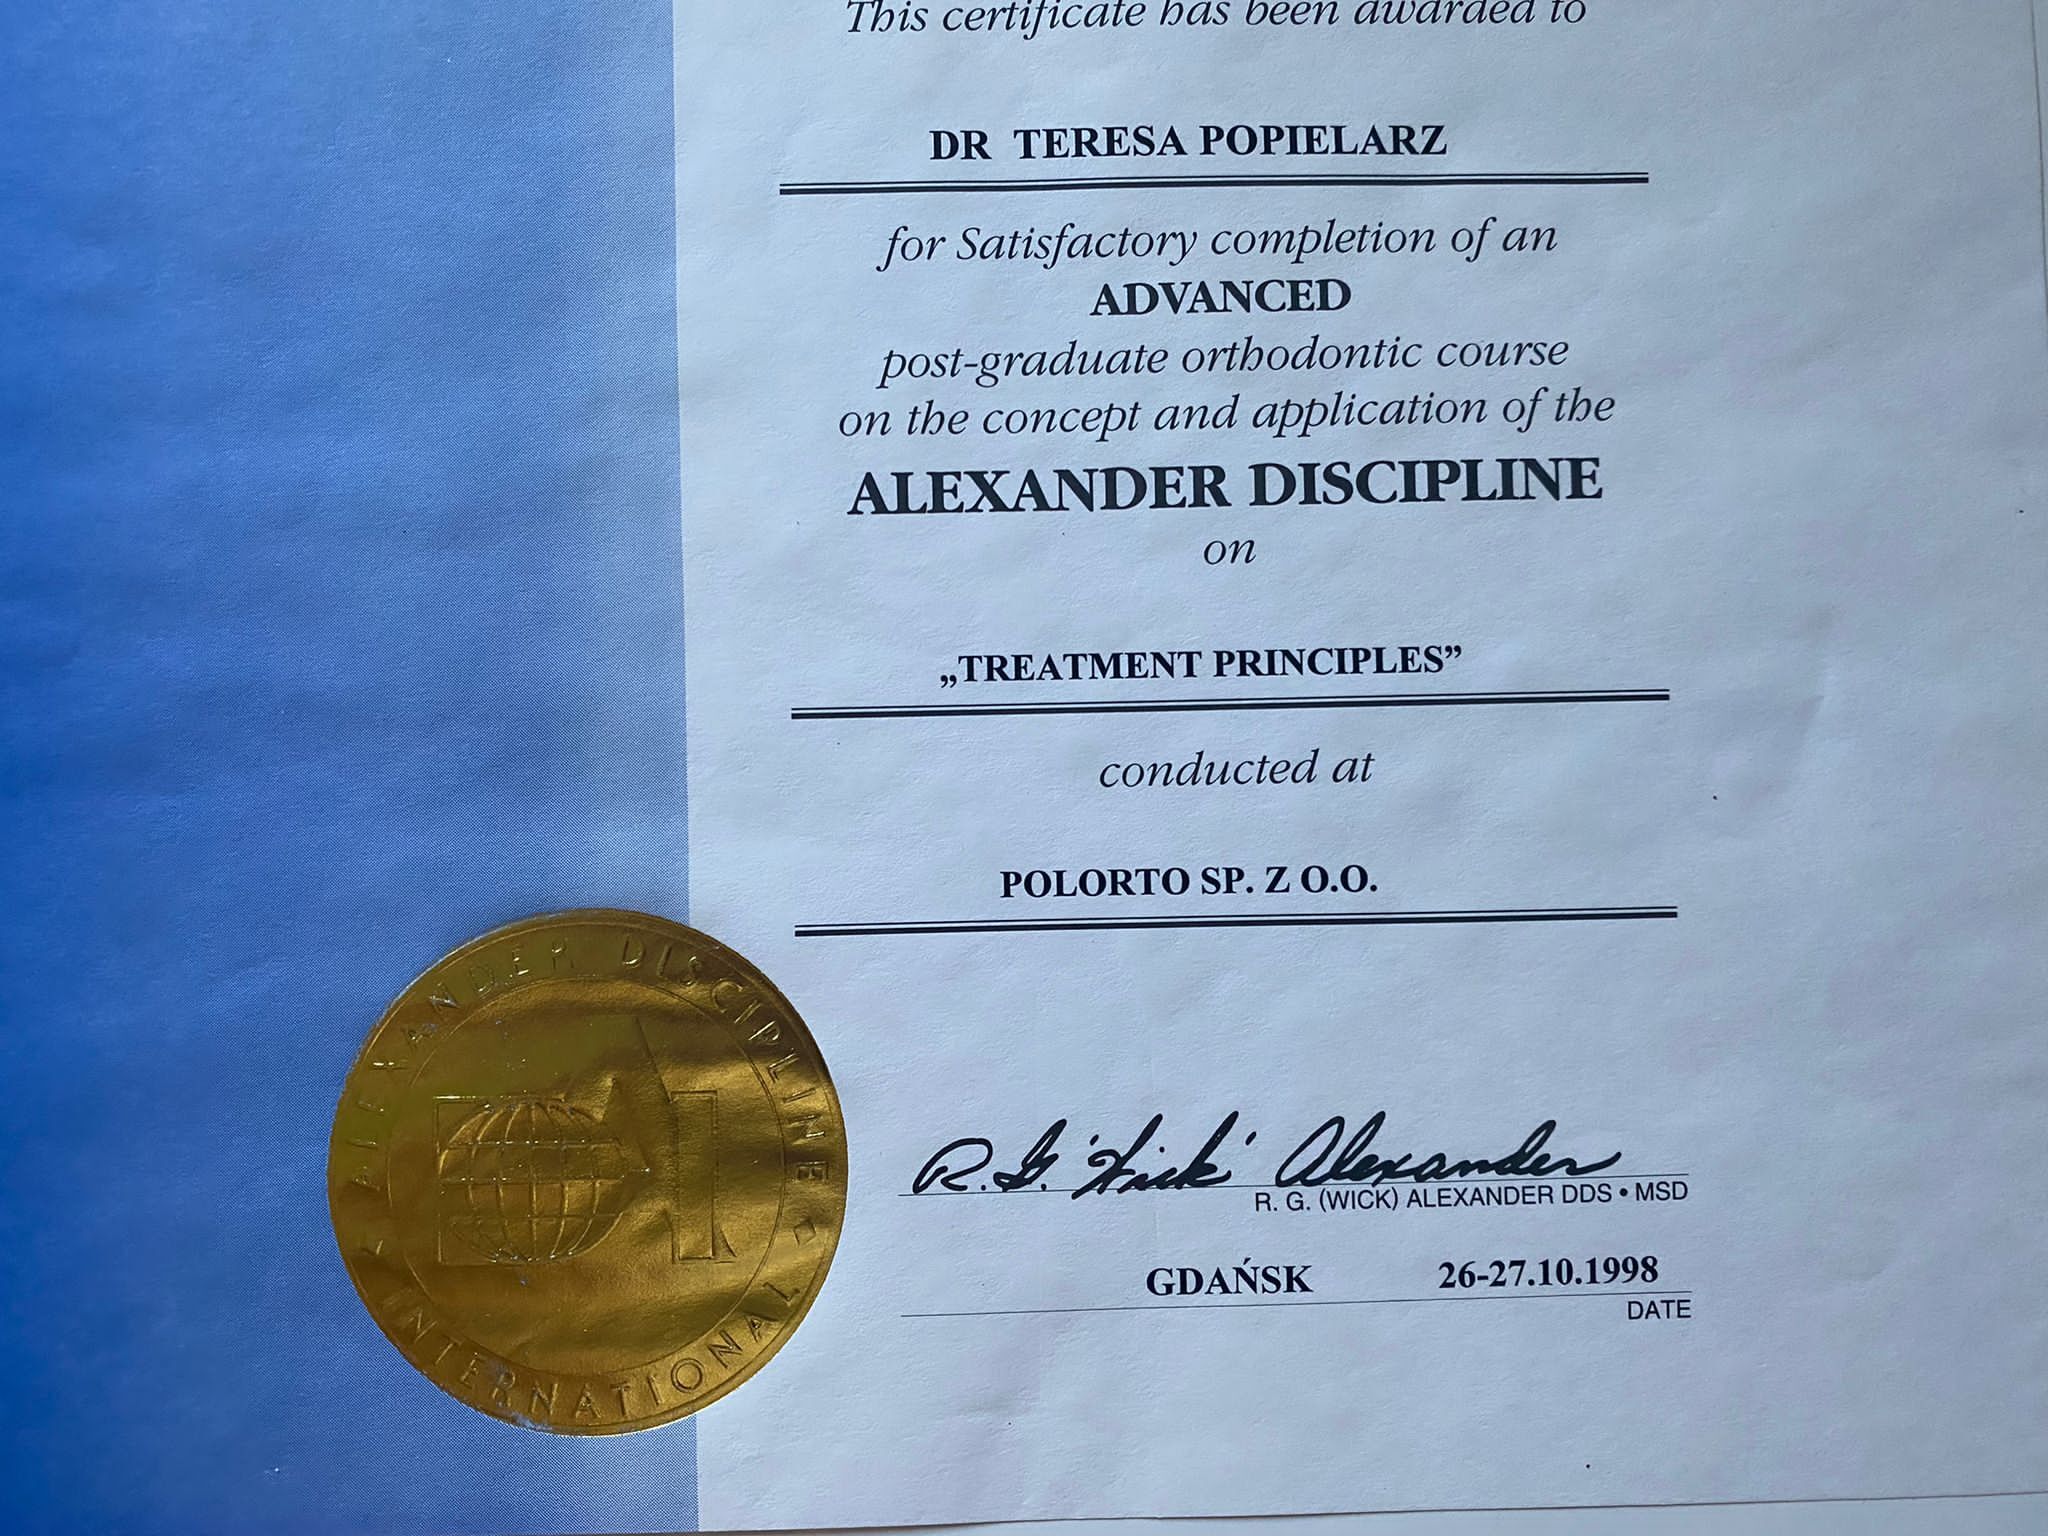 This certificate has been awarded to
DR TERESA POPIELARZ
for Satisfactory completion of an
ADVANCED
post-graduate orthodontic course
on the concept and application of the
ALEXANDER DISCIPLINE
on
„TREATMENT PRINCIPLES”
conducted at
POLORTO SP. Z O.O.
ALEXANDER DISCIPLINE
INTERNATIONAL
R. G. 'Wick' Alexander
R. G. (WICK) ALEXANDER DDS • MSD
GDAŃSK 26-27.10.1998
DATE